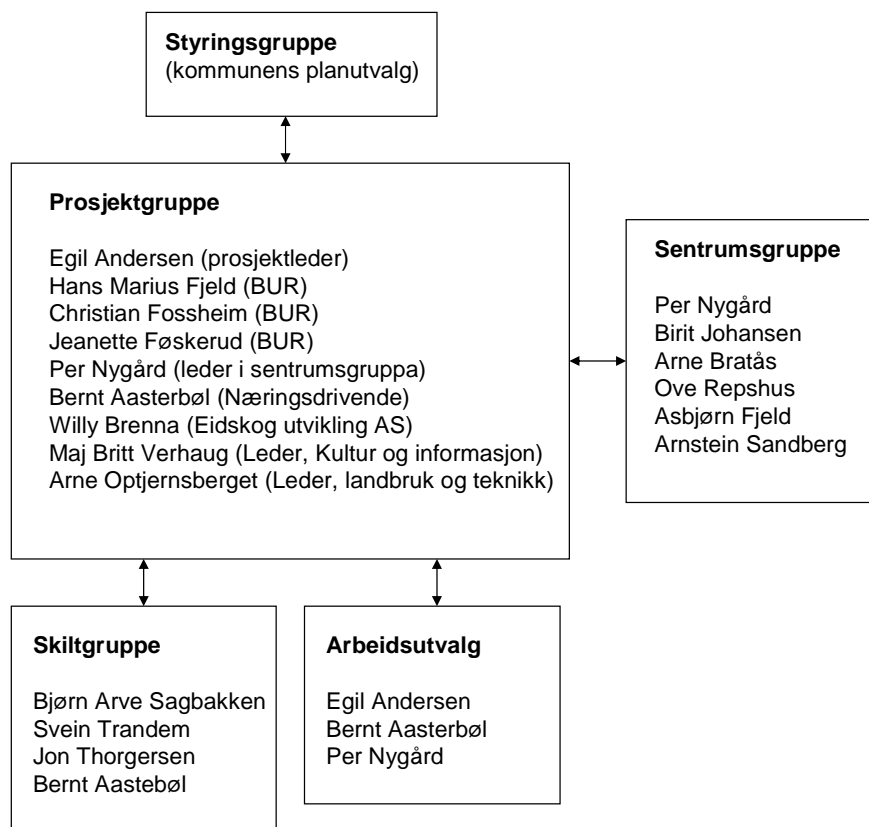 Styringsgruppe
(kommunens planutvalg)
Prosjektgruppe
Egil Andersen (prosjektleder)
Hans Marius Fjeld (BUR)
Christian Fossheim (BUR)
Jeanette Føskerud (BUR)
Per Nygård (leder i sentrumsgruppa)
Bernt Aasterbøl (Næringsdrivende)
Willy Brenna (Eidskog utvikling AS)
Maj Britt Verhaug (Leder, Kultur og informasjon)
Arne Optjernsberget (Leder, landbruk og teknikk)
Sentrumsgruppe
Per Nygård
Birit Johansen
Arne Bratås
Ove Repshus
Asbjørn Fjeld
Arnstein Sandberg
Skiltgruppe
Bjørn Arve Sagbakken
Svein Trandem
Jon Thorgersen
Bernt Aastebøl
Arbeidsutvalg
Egil Andersen
Bernt Aasterbøl
Per Nygård